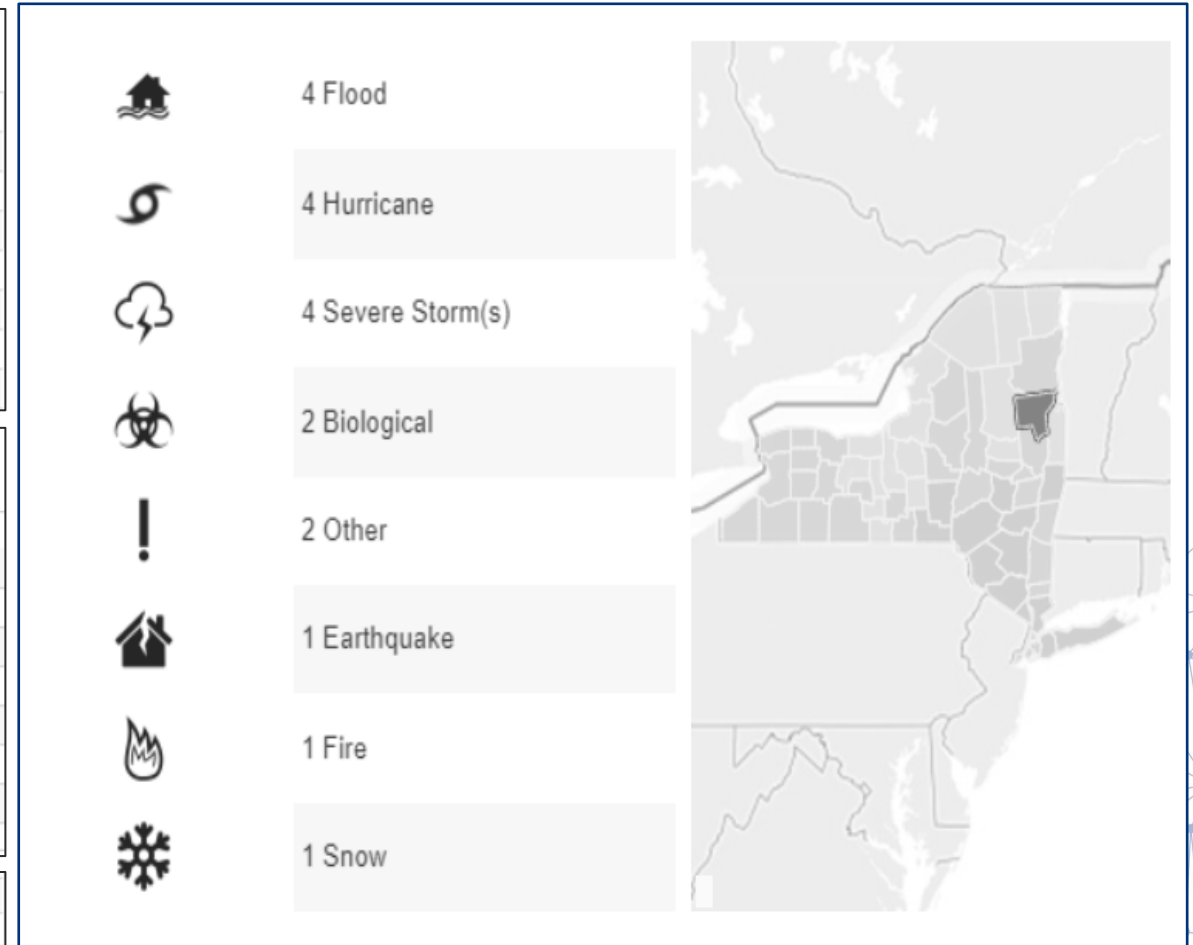 4 Flood
4 Hurricane
4 Severe Storm(s)
2 Biological
2 Other
1 Earthquake
1 Fire
1 Snow